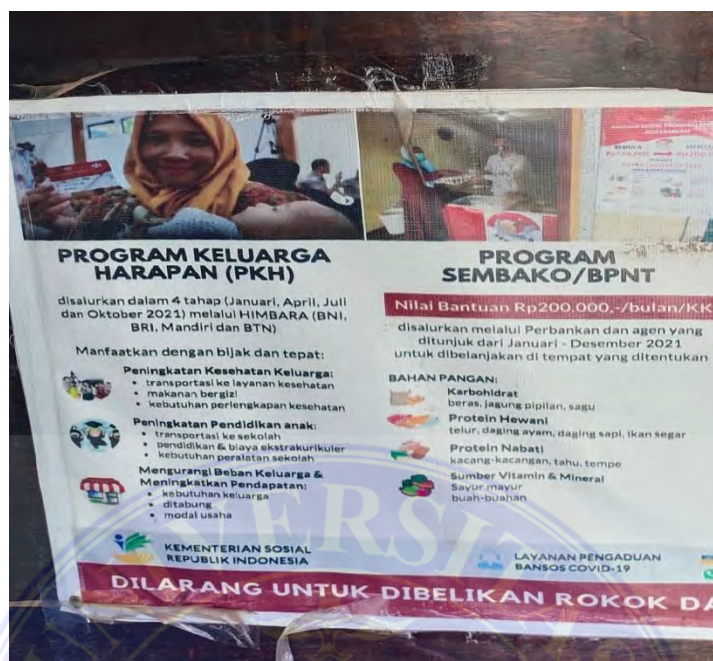 PROGRAM KELUARGA
HARAPAN (PKH)
disalurkan dalam 4 tahap (Januari, April, Juli
dan Oktober 2021) melalui HIMBARA (BNI,
BRI, Mandiri dan BTN)
Manfaatkan dengan bijak dan tepat:
Peningkatan Kesehatan Keluarga:
• transportasi ke layanan kesehatan
• makanan bergizi
• kebutuhan perlengkapan kesehatan
Peningkatan Pendidikan anak:
• transportasi ke sekolah
• pendidikan & biaya ekstrakurikuler
• kebutuhan peralatan sekolah
Mengurangi Beban Keluarga &
Meningkatkan Pendapatan:
• kebutuhan keluarga
• ditabung
• modal usaha
KEMENTERIAN SOSIAL
REPUBLIK INDONESIA
PROGRAM
SEMBAKO/BPNT
Nilai Bantuan Rp200.000,-/bulan/KK
disalurkan melalui Perbankan dan agen yang
ditunjuk dari Januari - Desember 2021
untuk dibelanjakan di tempat yang ditentukan
BAHAN PANGAN:
Karbohidrat
beras, jagung pipilan, sagu
Protein Hewani
telur, daging ayam, daging sapi, ikan segar
Protein Nabati
kacang-kacangan, tahu, tempe
Sumber Vitamin & Mineral
Sayur mayur
buah-buahan
LAYANAN PENGADUAN
BANSOS COVID-19
DILARANG UNTUK DIBELIKAN ROKOK DA